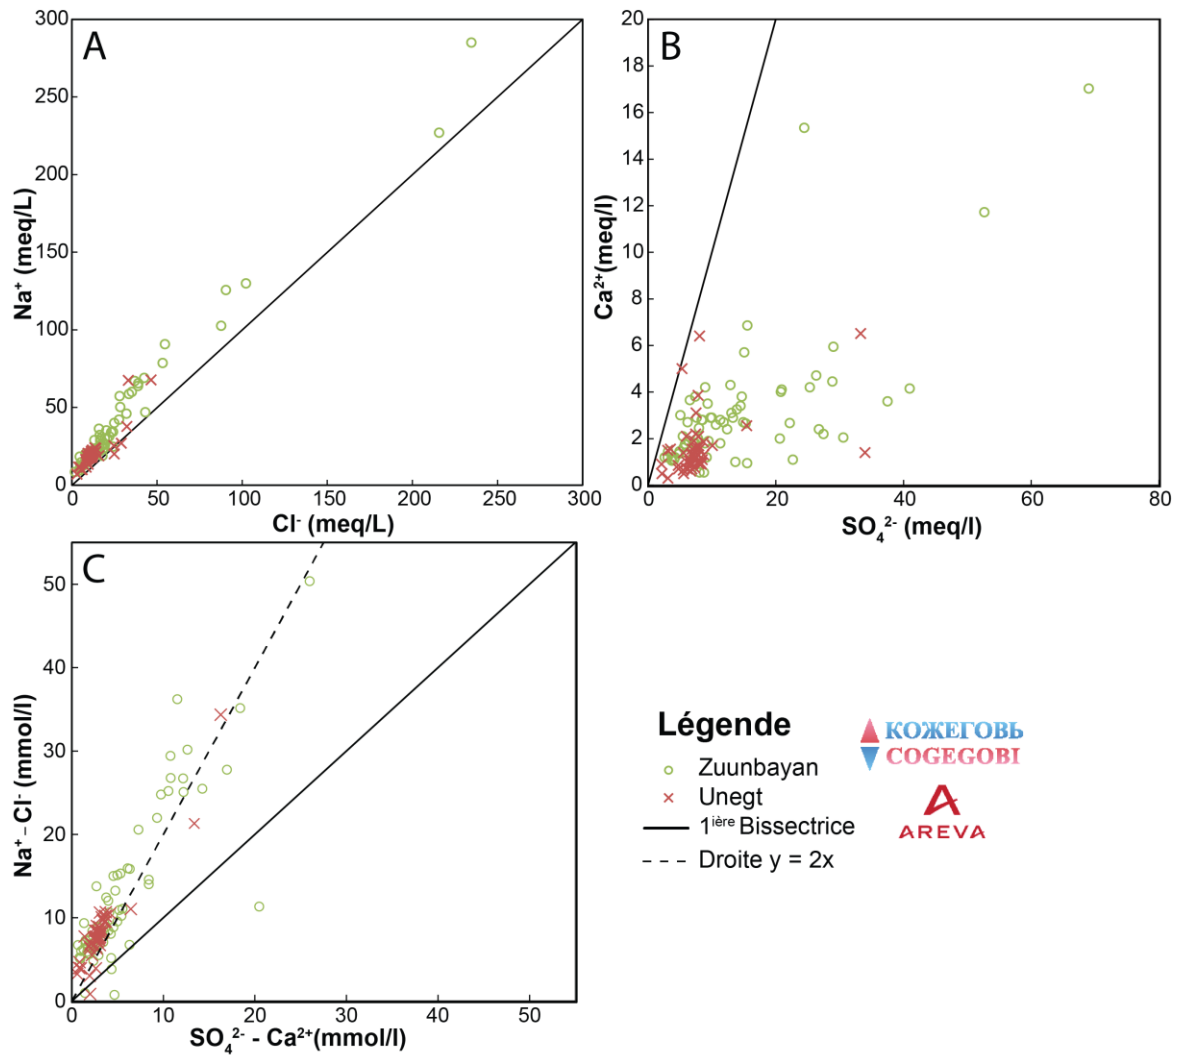 A
Na⁺ (meq/L)
300
250
200
150
100
50
0
0 50 100 150 200 250 300
Cl⁻ (meq/L)
B
Ca²⁺(meq/l)
20
18
16
14
12
10
8
6
4
2
0
0 20 40 60 80
SO₄²⁻ (meq/l)
C
Na⁺ – Cl⁻ (mmol/l)
50
40
30
20
10
0
0 10 20 30 40 50
SO₄²⁻ - Ca²⁺(mmol/l)
Légende
Zuunbayan
Unegt
1ière Bissectrice
Droite y = 2x
КОЖЕГОВЬ
COGEGOBI
AREVA